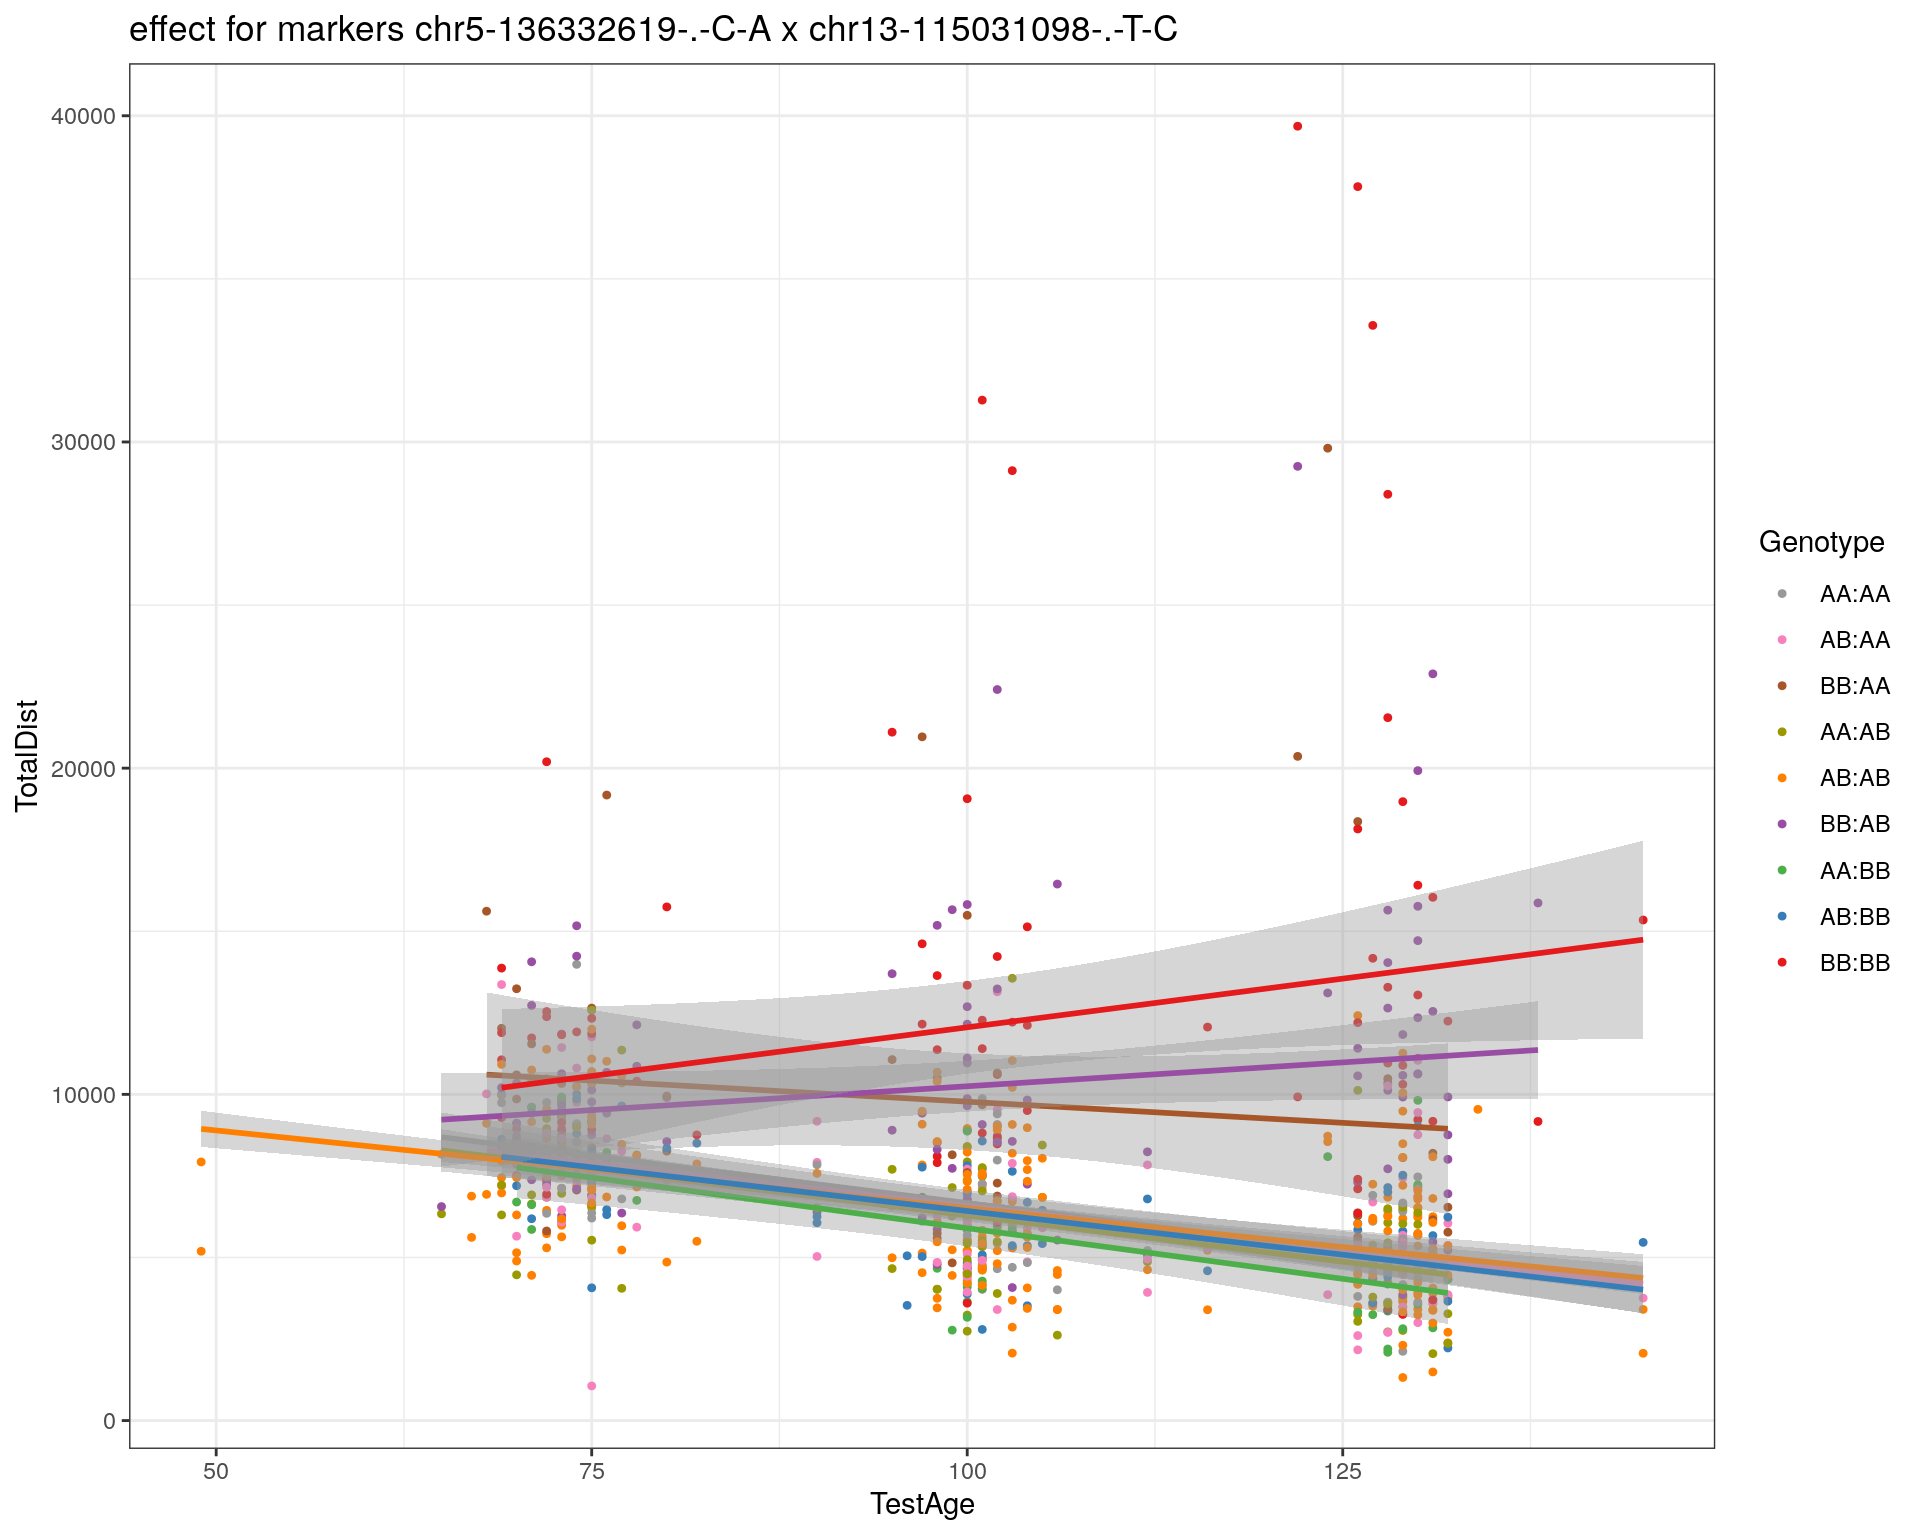 effect for markers chr5-136332619-.-C-A x chr13-115031098-.-T-C
40000
30000
20000
10000
0
TotalDist
50
75
100
125
TestAge
Genotype
AA:AA
AB:AA
BB:AA
AA:AB
AB:AB
BB:AB
AA:BB
AB:BB
BB:BB